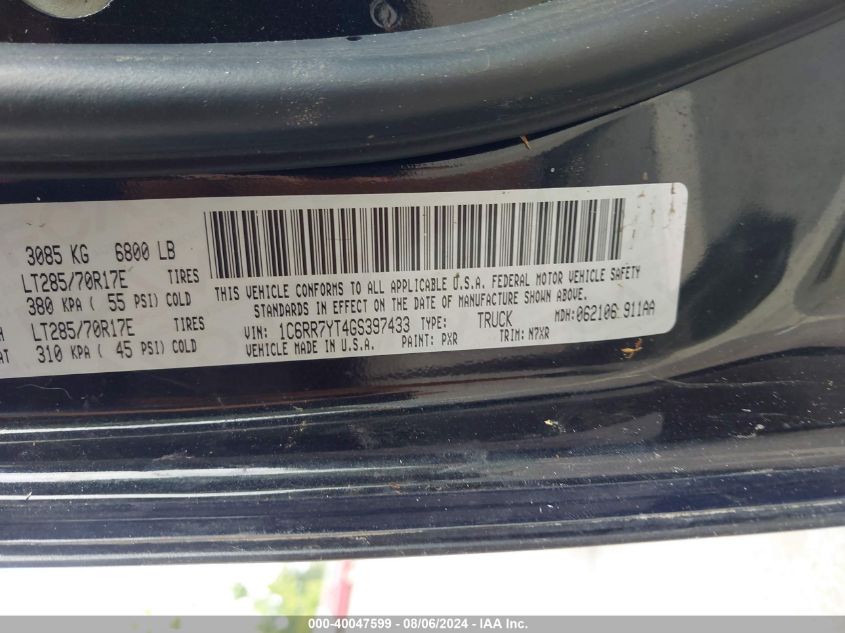 3085 KG 6800 LB
LT285/70R17E TIRES
380 KPA ( 55 PSI) COLD
LT285/70R17E TIRES
310 KPA ( 45 PSI) COLD
THIS VEHICLE CONFORMS TO ALL APPLICABLE U.S.A. FEDERAL MOTOR VEHICLE SAFETY
STANDARDS IN EFFECT ON THE DATE OF MANUFACTURE SHOWN ABOVE.
VIN: 1C6RR7YT4GS397433 TYPE: TRUCK MDH: 062106 911AA
VEHICLE MADE IN U.S.A. PAINT: PXR TRIM: N7XR
COPART-40047599 - 08/06/2024 - IAA Inc.